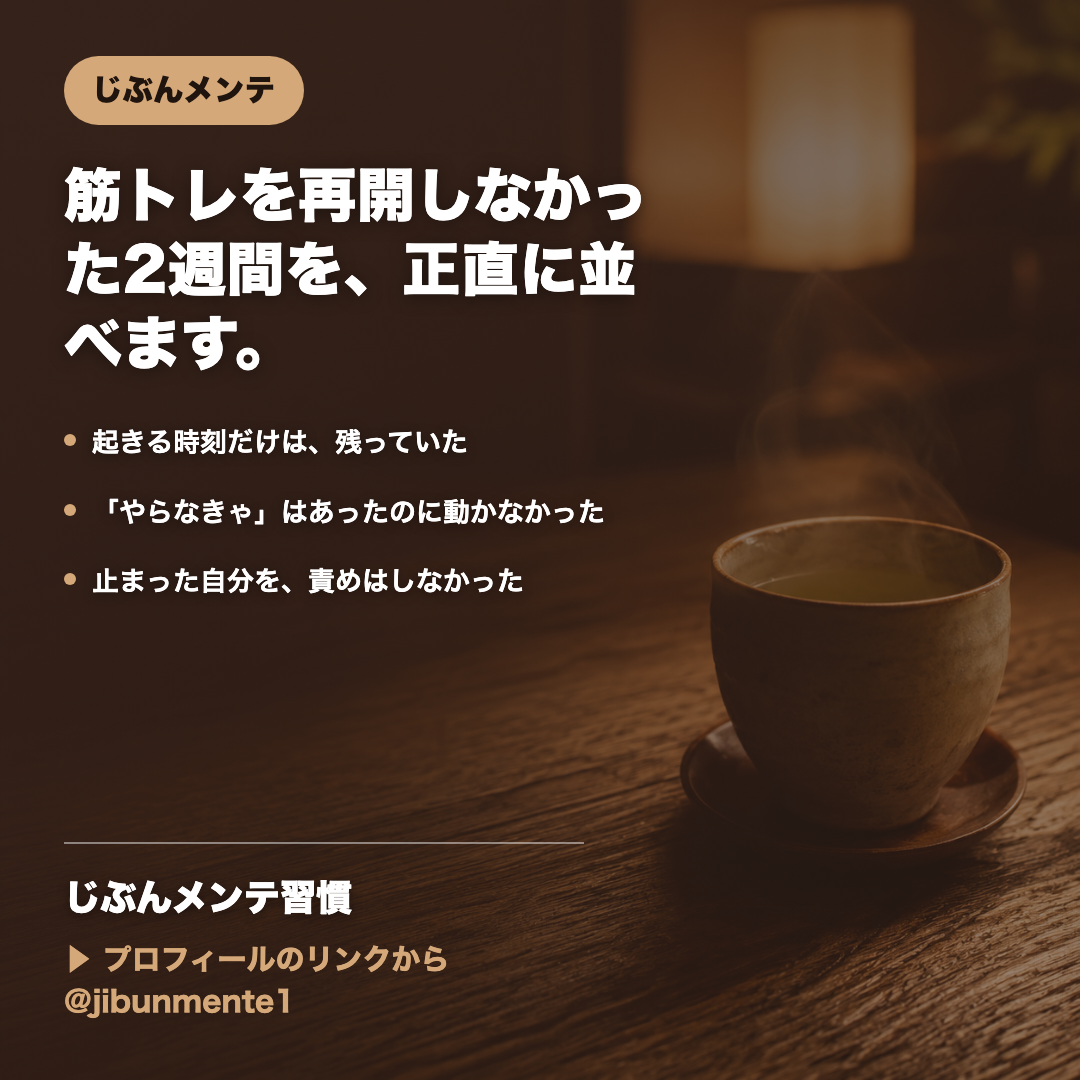 じぶんメンテ
筋トレを再開しなかっ
た2週間を、正直に並
べます。
• 起きる時刻だけは、残っていた
• 「やらなきゃ」はあったのに動かなかった
• 止まった自分を、責めはしなかった
じぶんメンテ習慣
▶ プロフィールのリンクから
@jibunmente1